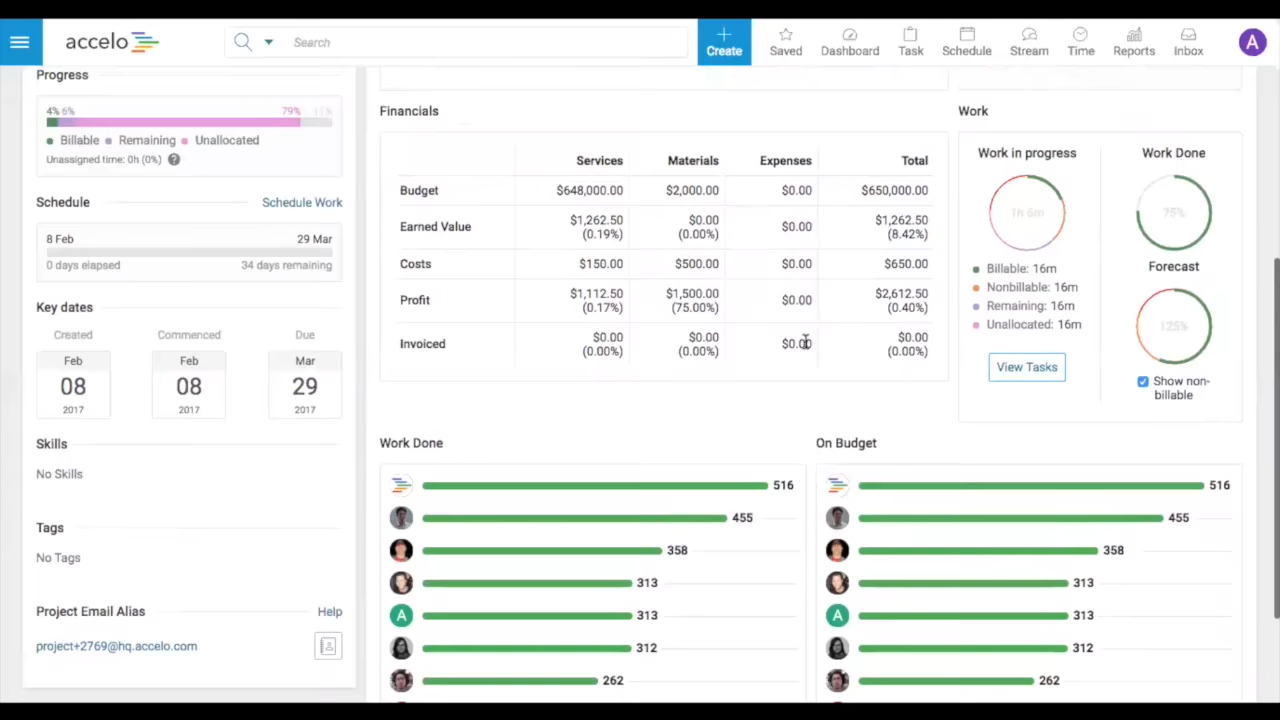 accelo
Search
Create
Saved
Dashboard
Task
Schedule
Stream
Time
Reports
Inbox
A
Progress
4% 6% 79%
Billable Remaining Unallocated
Unassigned time: 0h (0%) ?
Schedule
Schedule Work
8 Feb 29 Mar
0 days elapsed 34 days remaining
Key dates
Created Commenced Due
Feb Feb Mar
08 08 29
2017 2017 2017
Skills
No Skills
Tags
No Tags
Project Email Alias
Help
project+2769@hq.accelo.com
Financials
Services Materials Expenses Total
Budget $648,000.00 $2,000.00 $0.00 $650,000.00
Earned Value $1,262.50 $0.00 $0.00 $1,262.50
(0.19%) (0.00%) (8.42%)
Costs $150.00 $500.00 $0.00 $650.00
Profit $1,112.50 $1,500.00 $0.00 $2,612.50
(0.17%) (75.00%) (0.40%)
Invoiced $0.00 $0.00 $0.00 $0.00
(0.00%) (0.00%) (0.00%)
Work
Work in progress
1h 6m
Billable: 16m
Nonbillable: 16m
Remaining: 16m
Unallocated: 16m
View Tasks
Work Done
75%
Forecast
125%
Show non-
billable
Work Done
516
455
358
313
A 313
312
262
On Budget
516
455
358
313
A 313
312
262